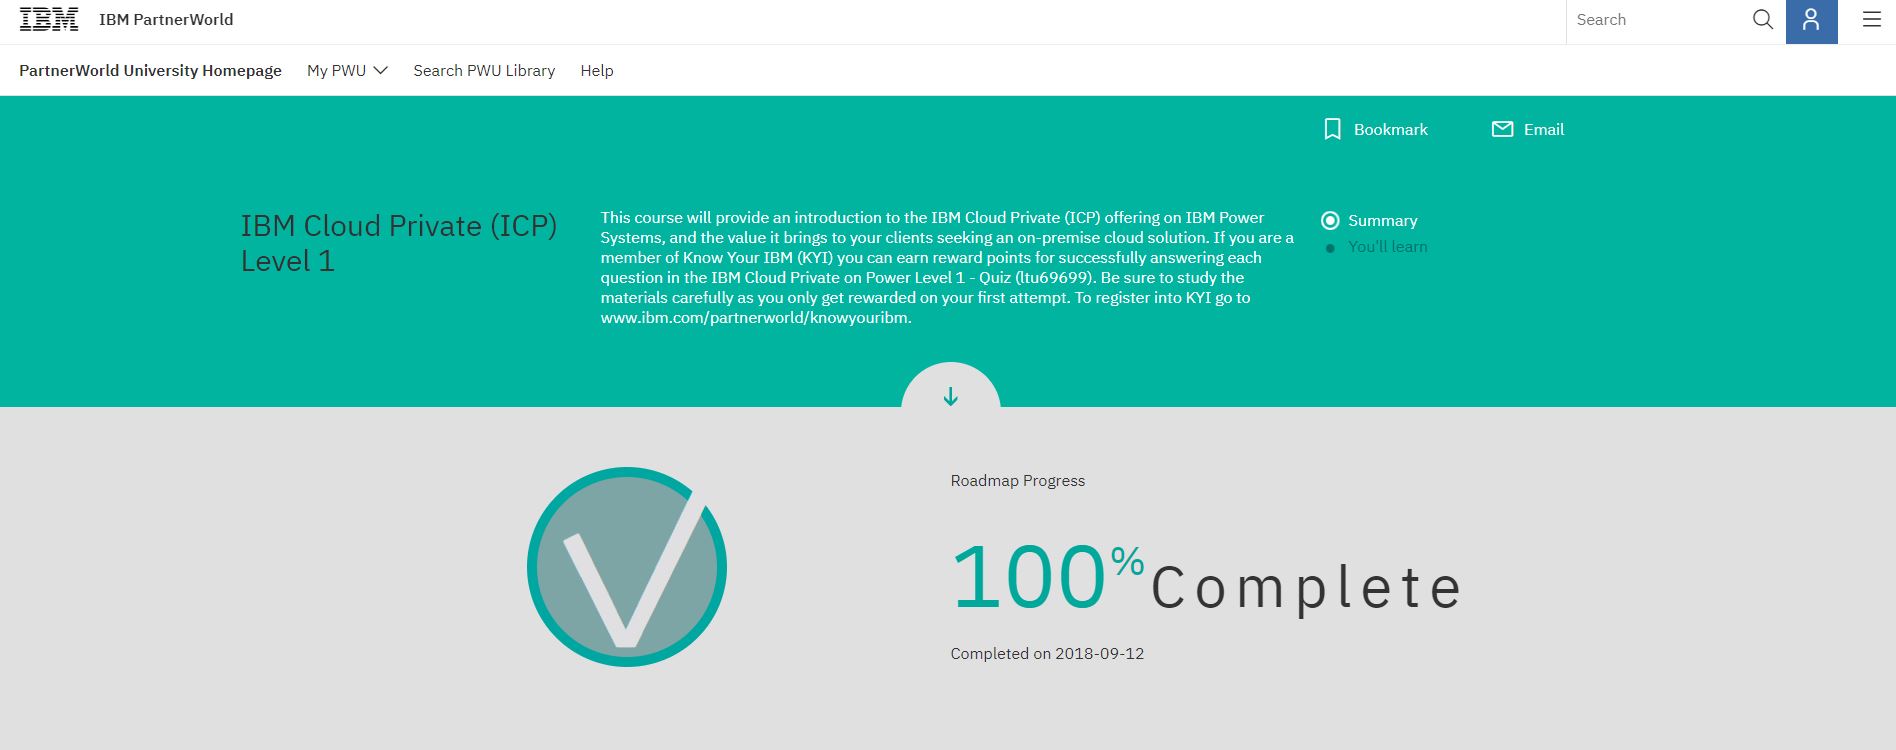 IBM IBM PartnerWorld Search
PartnerWorld University Homepage My PWU Search PWU Library Help
Bookmark Email
IBM Cloud Private (ICP)
Level 1
This course will provide an introduction to the IBM Cloud Private (ICP) offering on IBM Power
Systems, and the value it brings to your clients seeking an on-premise cloud solution. If you are a
member of Know Your IBM (KYI) you can earn reward points for successfully answering each
question in the IBM Cloud Private on Power Level 1 - Quiz (ltu69699). Be sure to study the
materials carefully as you only get rewarded on your first attempt. To register into KYI go to
www.ibm.com/partnerworld/knowyouribm.
Summary
You'll learn
Roadmap Progress
100% Complete
Completed on 2018-09-12